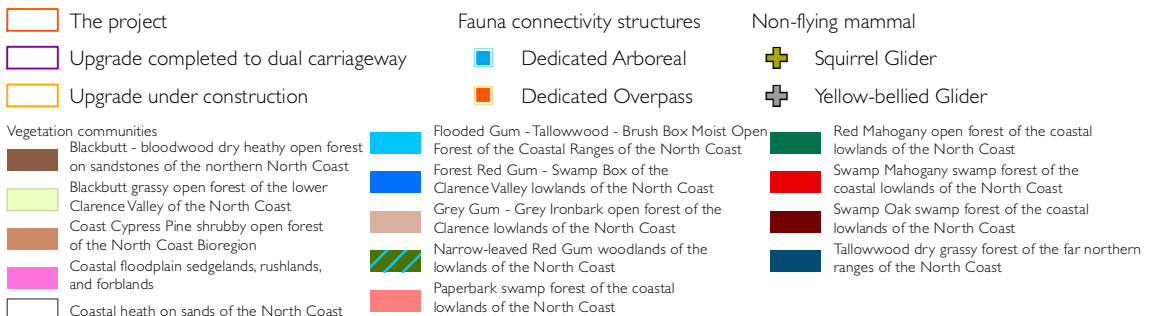 The project
Upgrade completed to dual carriageway
Upgrade under construction
Fauna connectivity structures
Dedicated Arboreal
Dedicated Overpass
Non-flying mammal
Squirrel Glider
Yellow-bellied Glider
Vegetation communities
Blackbutt - bloodwood dry heathy open forest
on sandstones of the northern North Coast
Blackbutt grassy open forest of the lower
Clarence Valley of the North Coast
Coast Cypress Pine shrubby open forest
of the North Coast Bioregion
Coastal floodplain sedgelands, rushlands,
and forblands
Coastal heath on sands of the North Coast
Flooded Gum - Tallowwood - Brush Box Moist Open
Forest of the Coastal Ranges of the North Coast
Forest Red Gum - Swamp Box of the
Clarence Valley lowlands of the North Coast
Grey Gum - Grey Ironbark open forest of the
Clarence lowlands of the North Coast
Narrow-leaved Red Gum woodlands of the
lowlands of the North Coast
Paperbark swamp forest of the coastal
lowlands of the North Coast
Red Mahogany open forest of the coastal
lowlands of the North Coast
Swamp Mahogany swamp forest of the
coastal lowlands of the North Coast
Swamp Oak swamp forest of the coastal
lowlands of the North Coast
Tallowwood dry grassy forest of the far northern
ranges of the North Coast